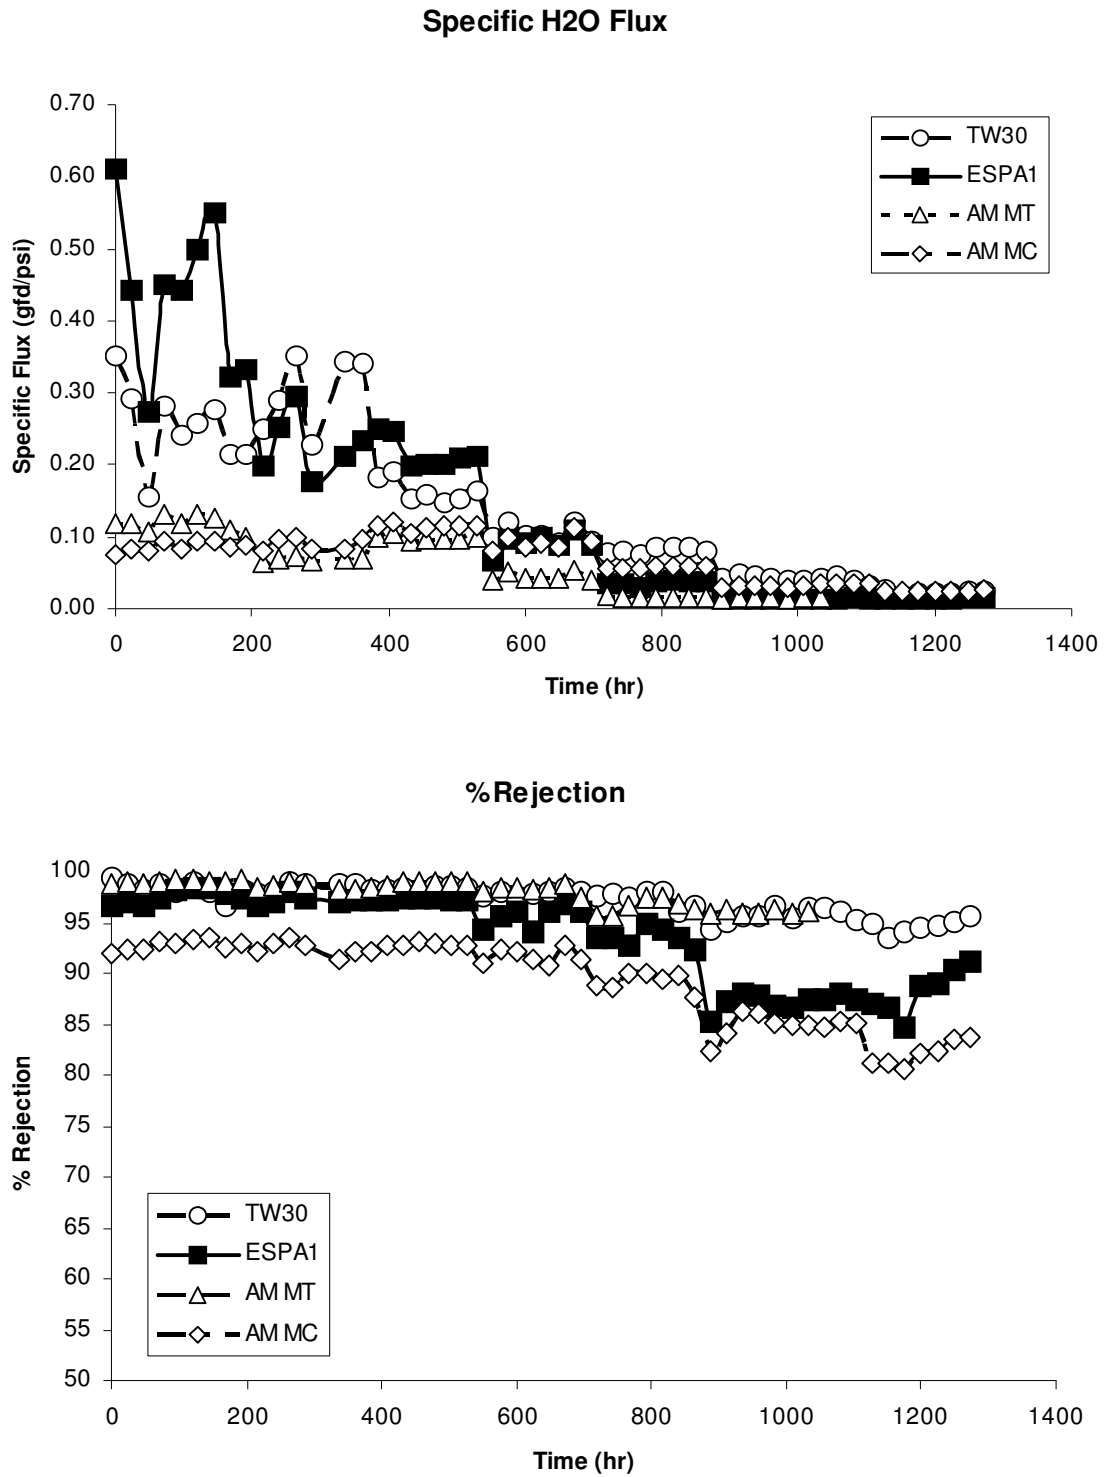 Specific H2O Flux
0.70
0.60
0.50
0.40
0.30
0.20
0.10
0.00
Specific Flux (gfd/psi)
TW30
ESPA1
AM MT
AM MC
0 200 400 600 800 1000 1200 1400
Time (hr)
%Rejection
100
95
90
85
80
75
70
65
60
55
50
% Rejection
TW30
ESPA1
AM MT
AM MC
0 200 400 600 800 1000 1200 1400
Time (hr)